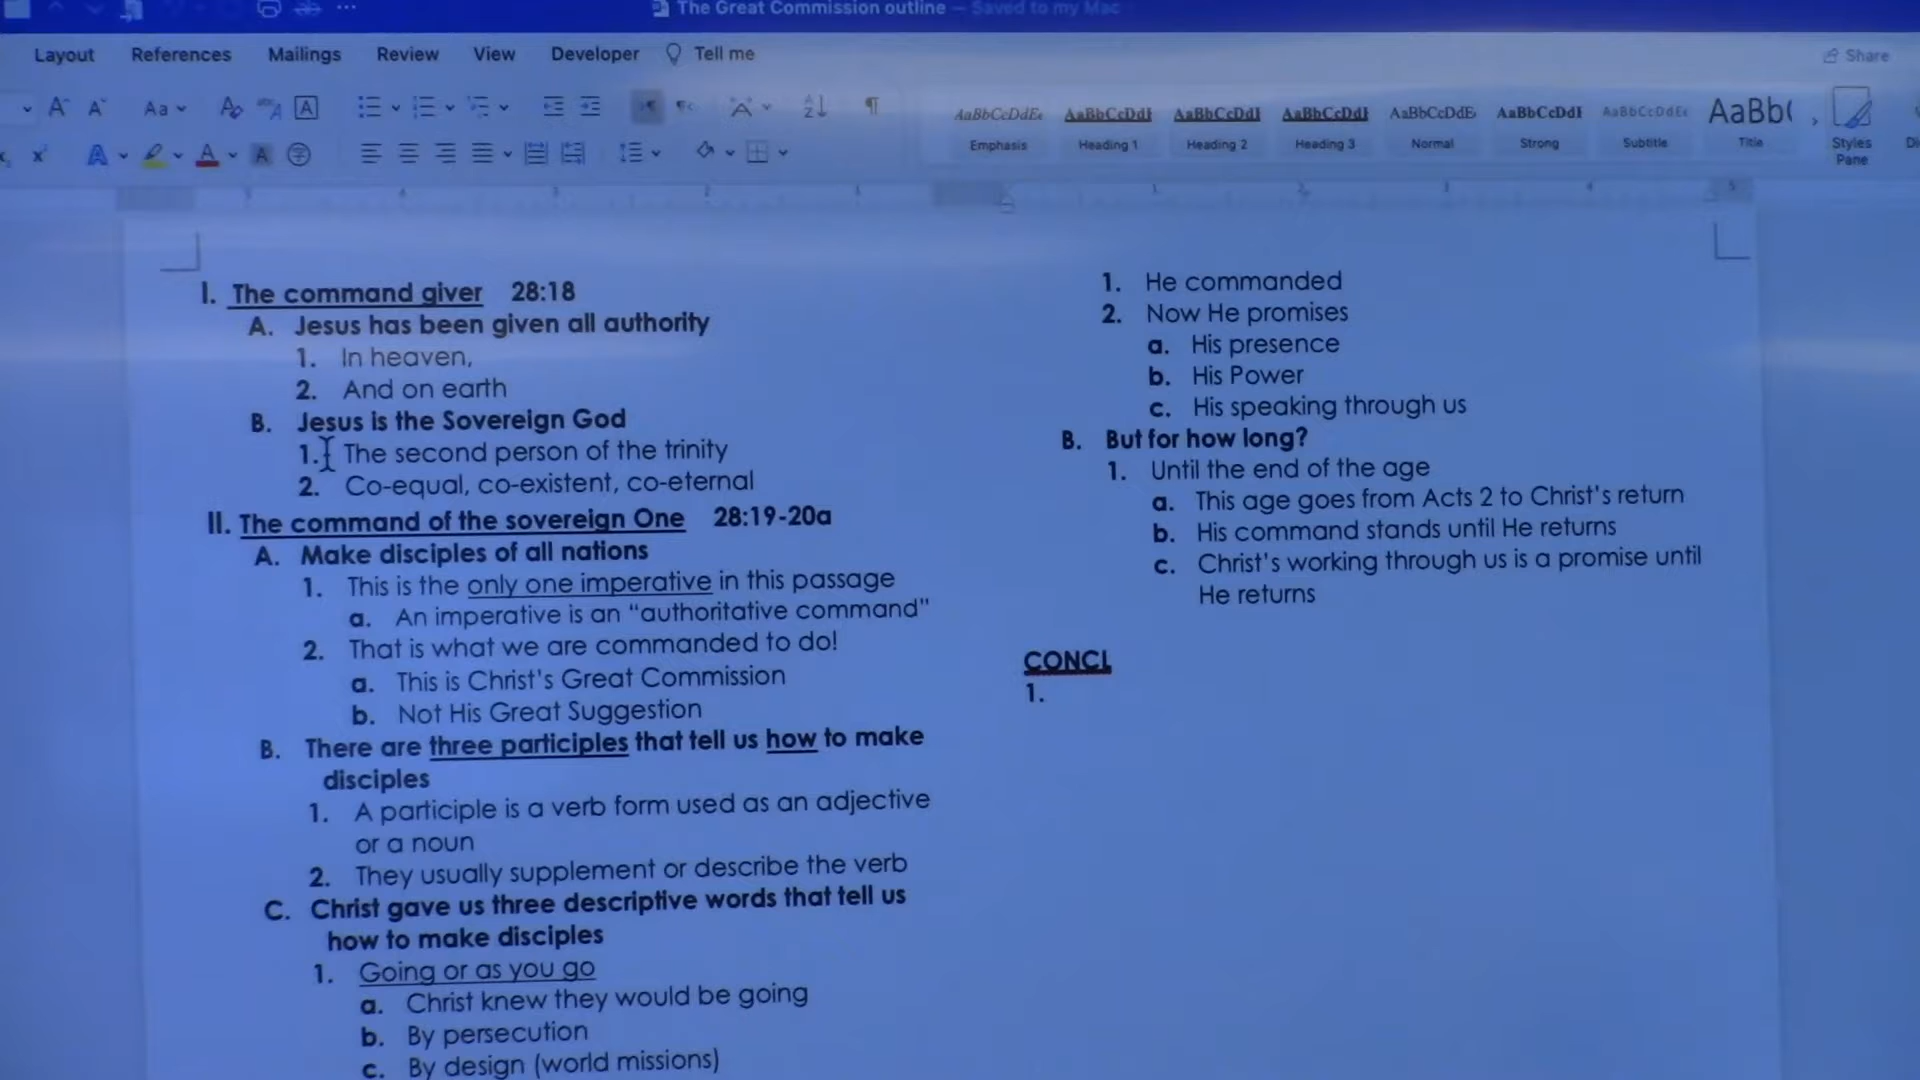 The Great Commission outline — Saved to my Mac
Layout References Mailings Review View Developer Tell me Share
AaBbCcDdEe AaBbCcDdI AaBbCcDdI AaBbCcDdI AaBbCcDdE AaBbCcDdI AaBbCcDdEe AaBb(
Emphasis Heading 1 Heading 2 Heading 3 Normal Strong Subtitle Title Styles Pane
I. The command giver 28:18
A. Jesus has been given all authority
1. In heaven,
2. And on earth
B. Jesus is the Sovereign God
1. The second person of the trinity
2. Co-equal, co-existent, co-eternal
II. The command of the sovereign One 28:19-20a
A. Make disciples of all nations
1. This is the only one imperative in this passage
a. An imperative is an “authoritative command”
2. That is what we are commanded to do!
a. This is Christ's Great Commission
b. Not His Great Suggestion
B. There are three participles that tell us how to make
disciples
1. A participle is a verb form used as an adjective
or a noun
2. They usually supplement or describe the verb
C. Christ gave us three descriptive words that tell us
how to make disciples
1. Going or as you go
a. Christ knew they would be going
b. By persecution
c. By design (world missions)
1. He commanded
2. Now He promises
a. His presence
b. His Power
c. His speaking through us
B. But for how long?
1. Until the end of the age
a. This age goes from Acts 2 to Christ's return
b. His command stands until He returns
c. Christ's working through us is a promise until
He returns
CONCL
1.